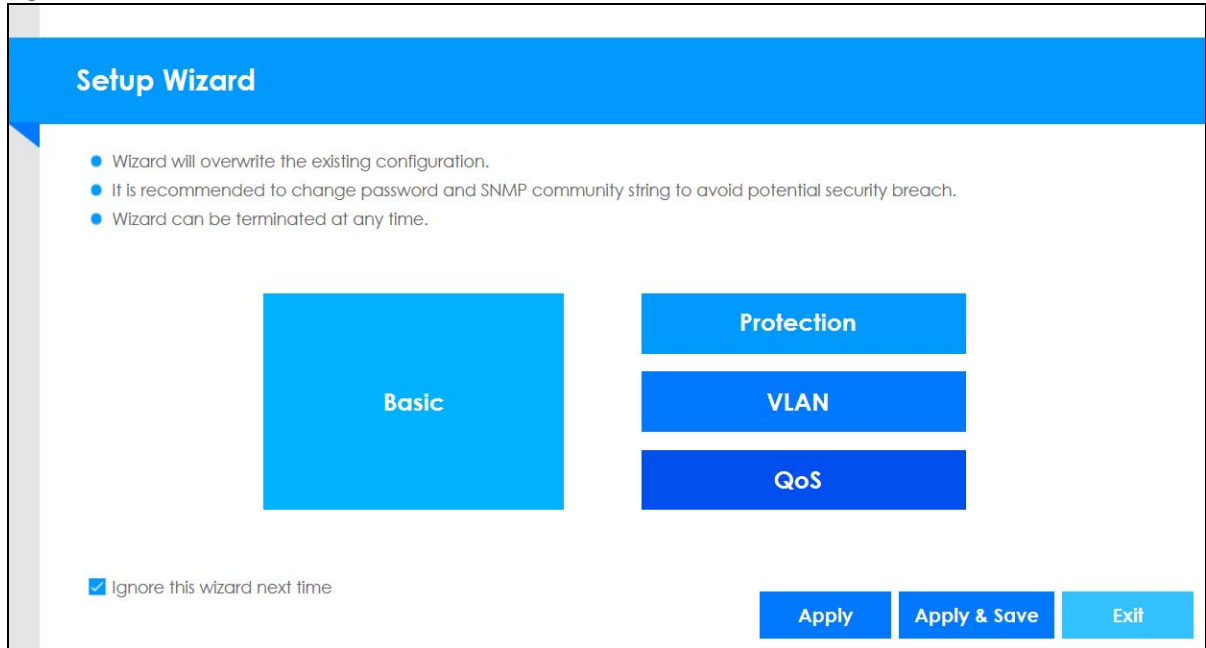 Setup Wizard
Wizard will overwrite the existing configuration.
It is recommended to change password and SNMP community string to avoid potential security breach.
Wizard can be terminated at any time.
Basic
Protection
VLAN
QoS
Ignore this wizard next time
Apply
Apply & Save
Exit